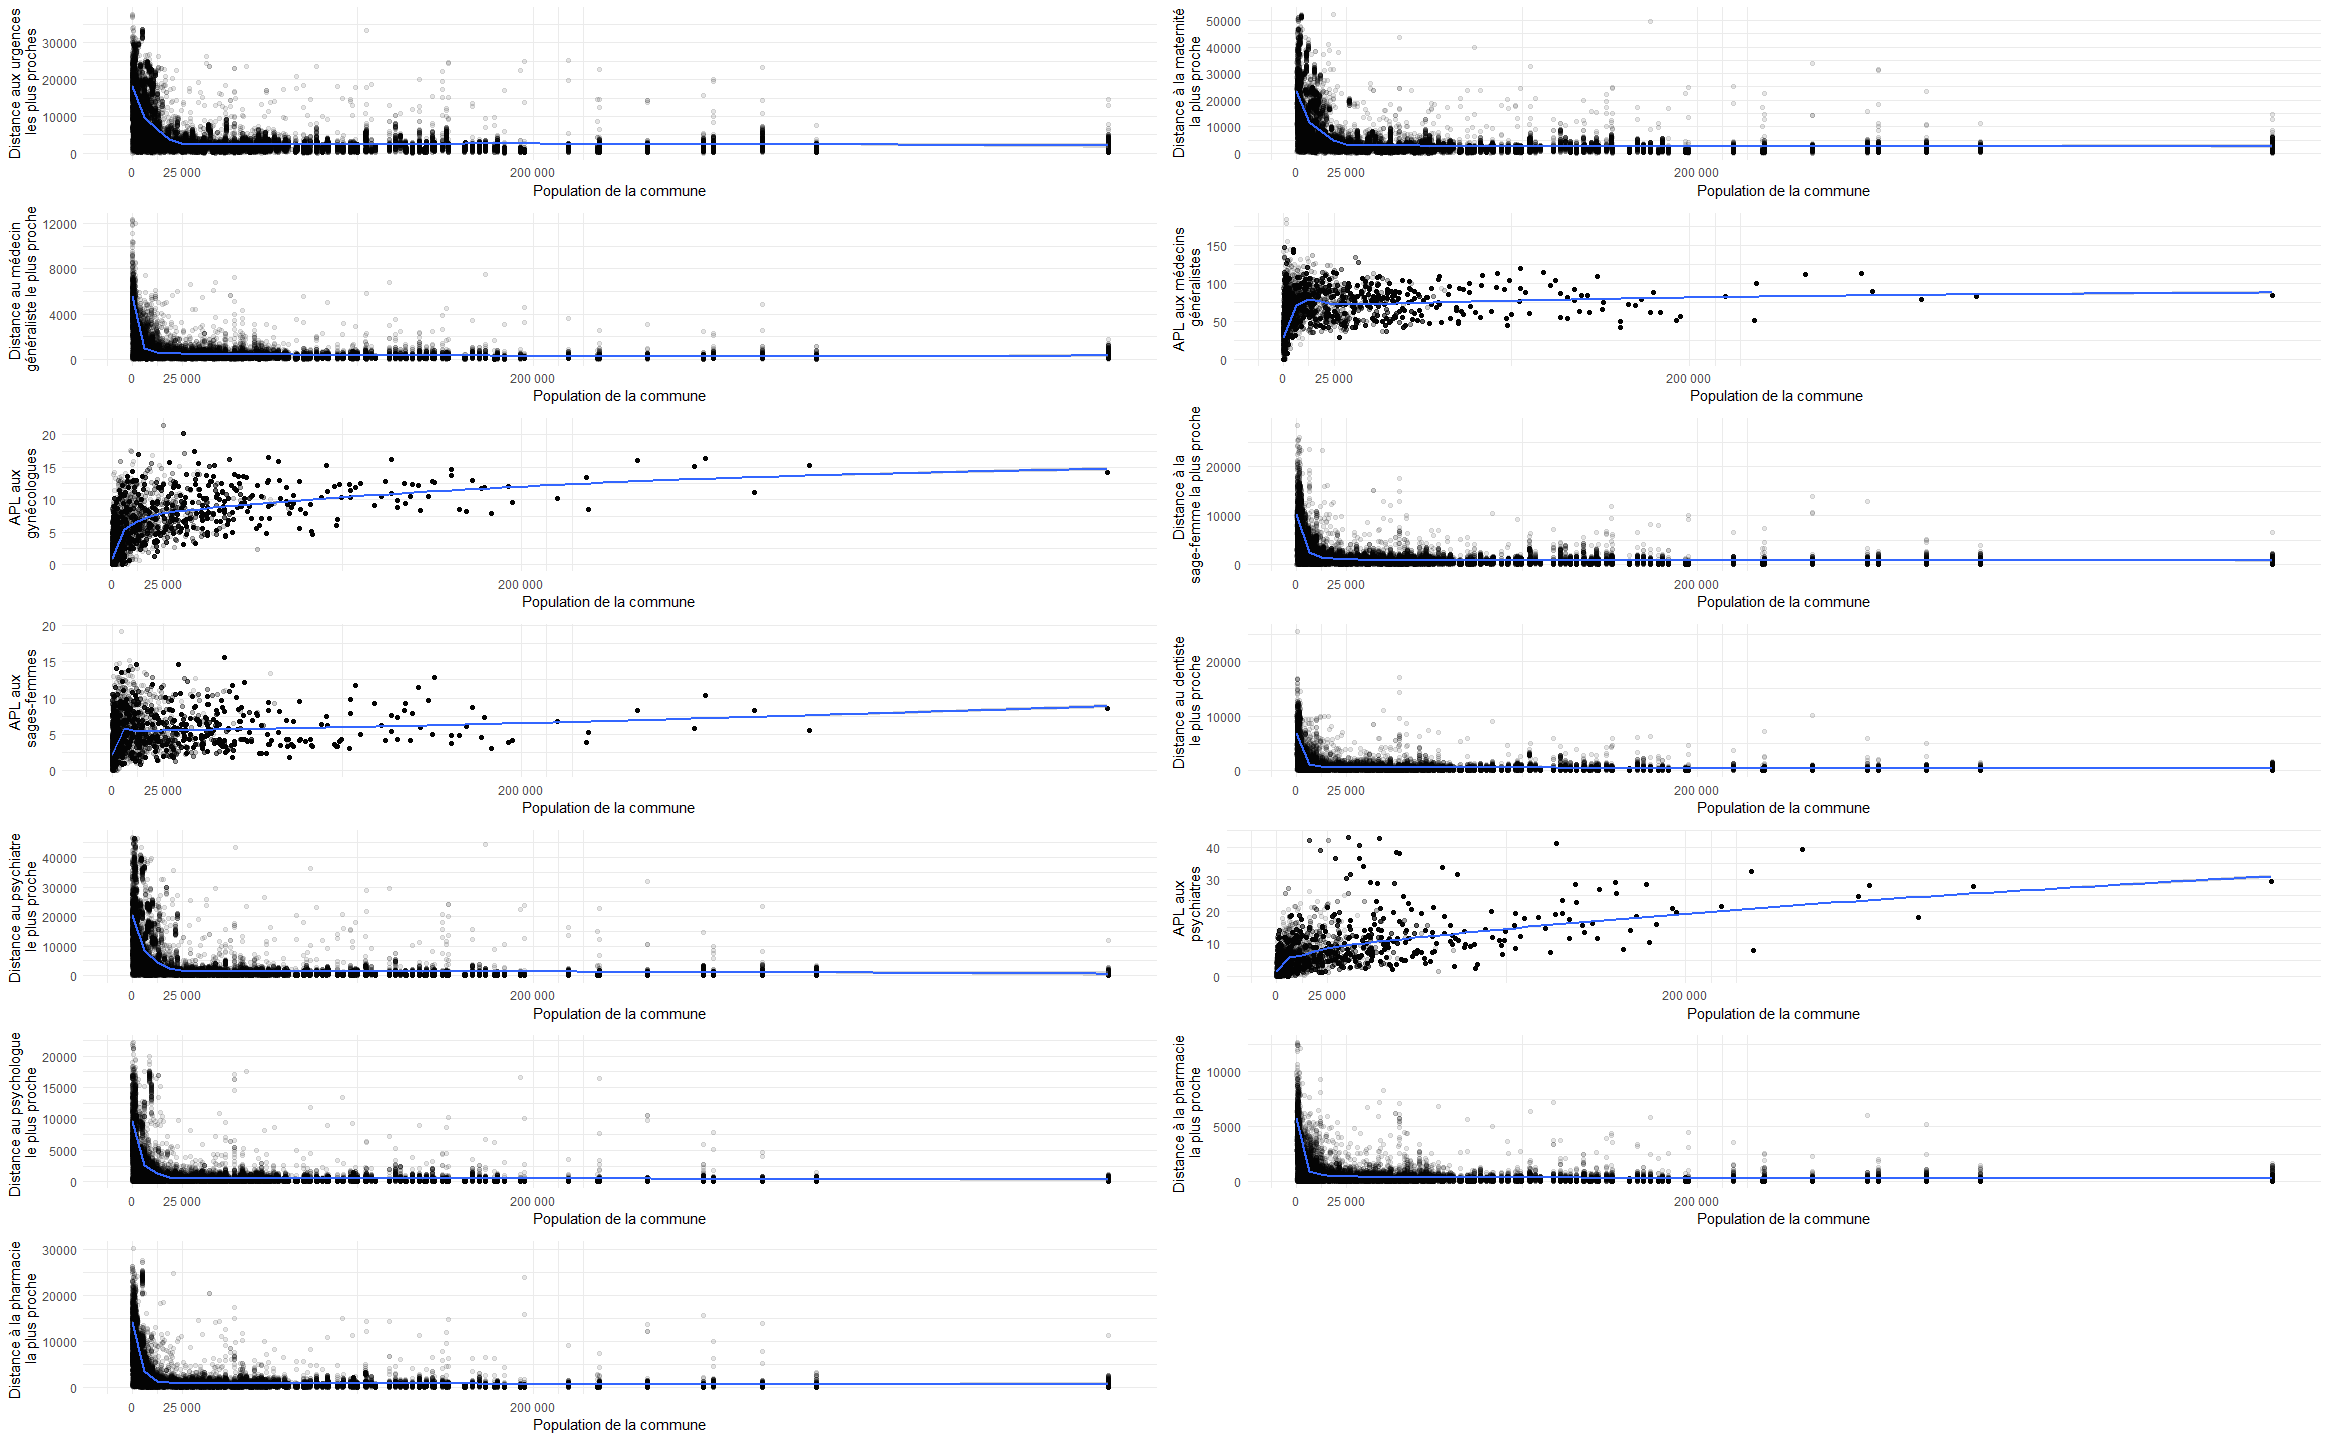 Distance aux urgences
les plus proches
30000
20000
10000
0
0
25 000
200 000
Population de la commune
Distance à la maternité
la plus proche
50000
40000
30000
20000
10000
0
0
25 000
200 000
Population de la commune
Distance au médecin
généraliste le plus proche
12000
8000
4000
0
0
25 000
200 000
Population de la commune
APL aux médecins
généralistes
150
100
50
0
0
25 000
200 000
Population de la commune
APL aux
gynécologues
20
15
10
5
0
0
25 000
200 000
Population de la commune
Distance à la
sage-femme la plus proche
20000
10000
0
0
25 000
200 000
Population de la commune
APL aux
sages-femmes
20
15
10
5
0
0
25 000
200 000
Population de la commune
Distance au dentiste
le plus proche
20000
10000
0
0
25 000
200 000
Population de la commune
Distance au psychiatre
le plus proche
40000
30000
20000
10000
0
0
25 000
200 000
Population de la commune
APL aux
psychiatres
40
30
20
10
0
0
25 000
200 000
Population de la commune
Distance au psychologue
le plus proche
20000
15000
10000
5000
0
0
25 000
200 000
Population de la commune
Distance à la pharmacie
la plus proche
10000
5000
0
0
25 000
200 000
Population de la commune
Distance à la pharmacie
la plus proche
30000
20000
10000
0
0
25 000
200 000
Population de la commune